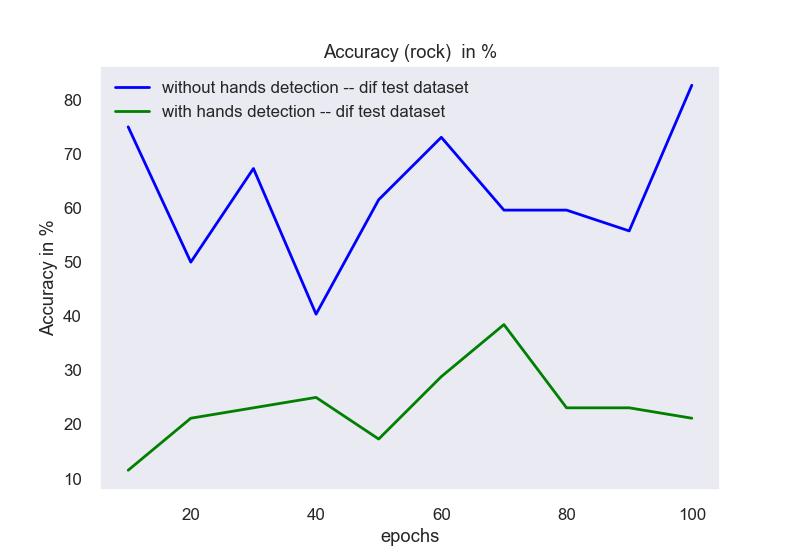 Accuracy (rock)  in %
without hands detection -- dif test dataset
with hands detection -- dif test dataset
Accuracy in %
80
70
60
50
40
30
20
10
20 40 60 80 100
epochs